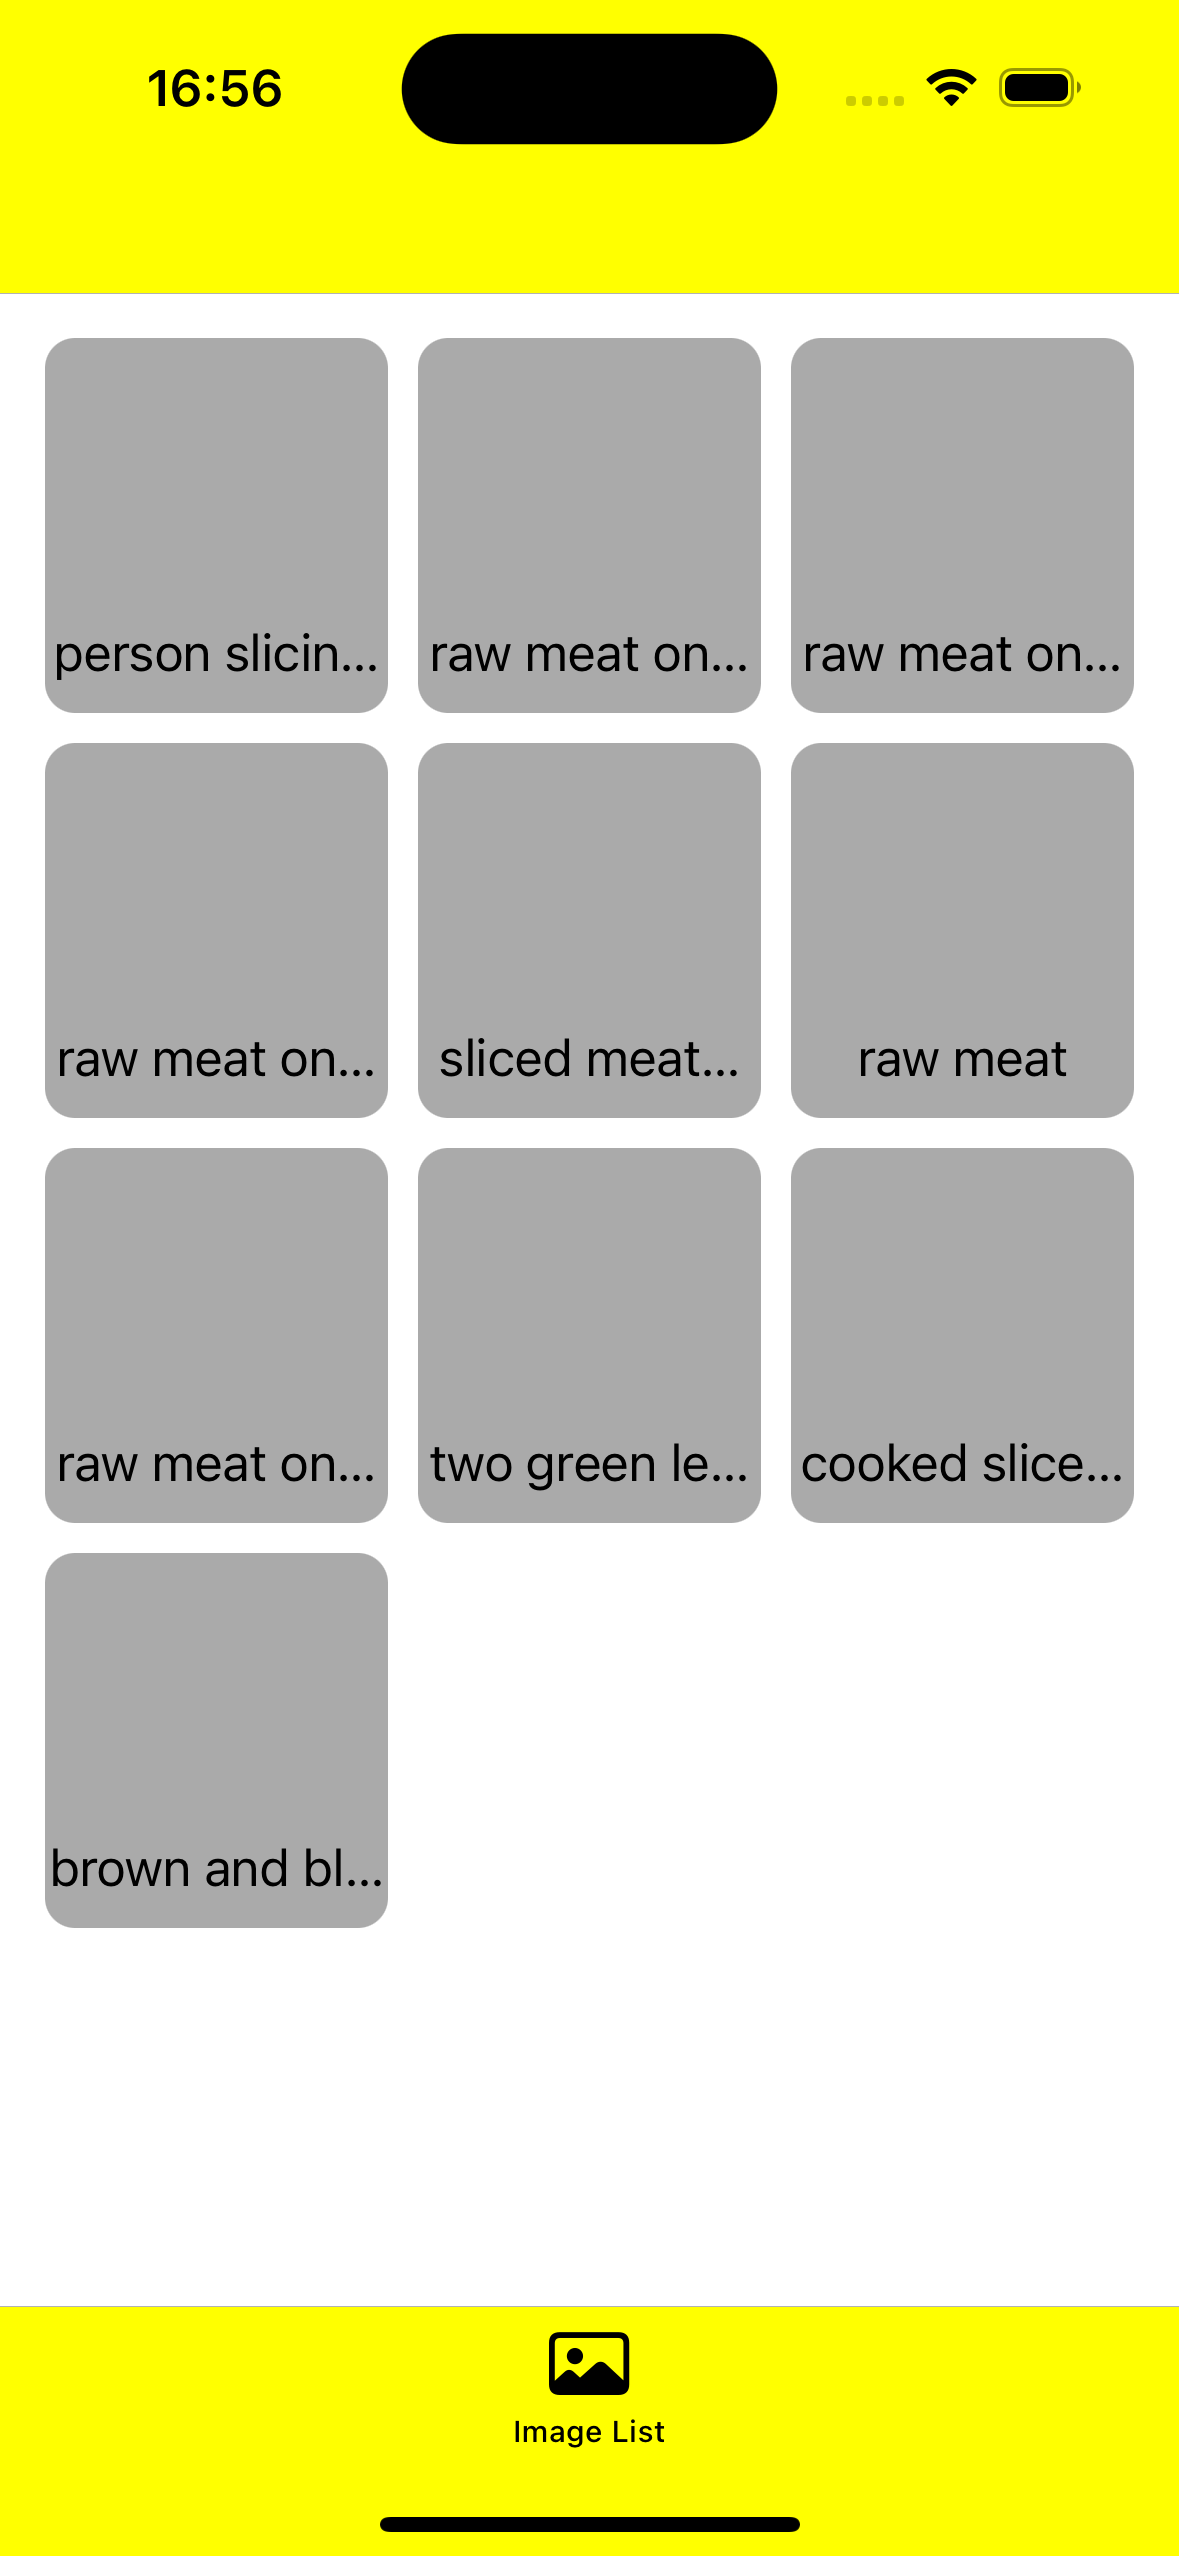 16:56
person slicin...
raw meat on...
raw meat on...
raw meat on...
sliced meat...
raw meat
raw meat on...
two green le...
cooked slice...
brown and bl...
Image List